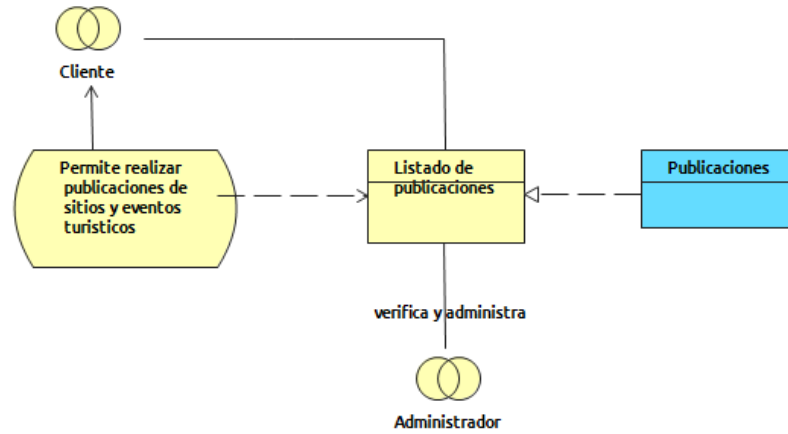 Cliente
Permite realizar
publicaciones de
sitios y eventos
turisticos
Listado de
publicaciones
Publicaciones
verifica y administra
Administrador